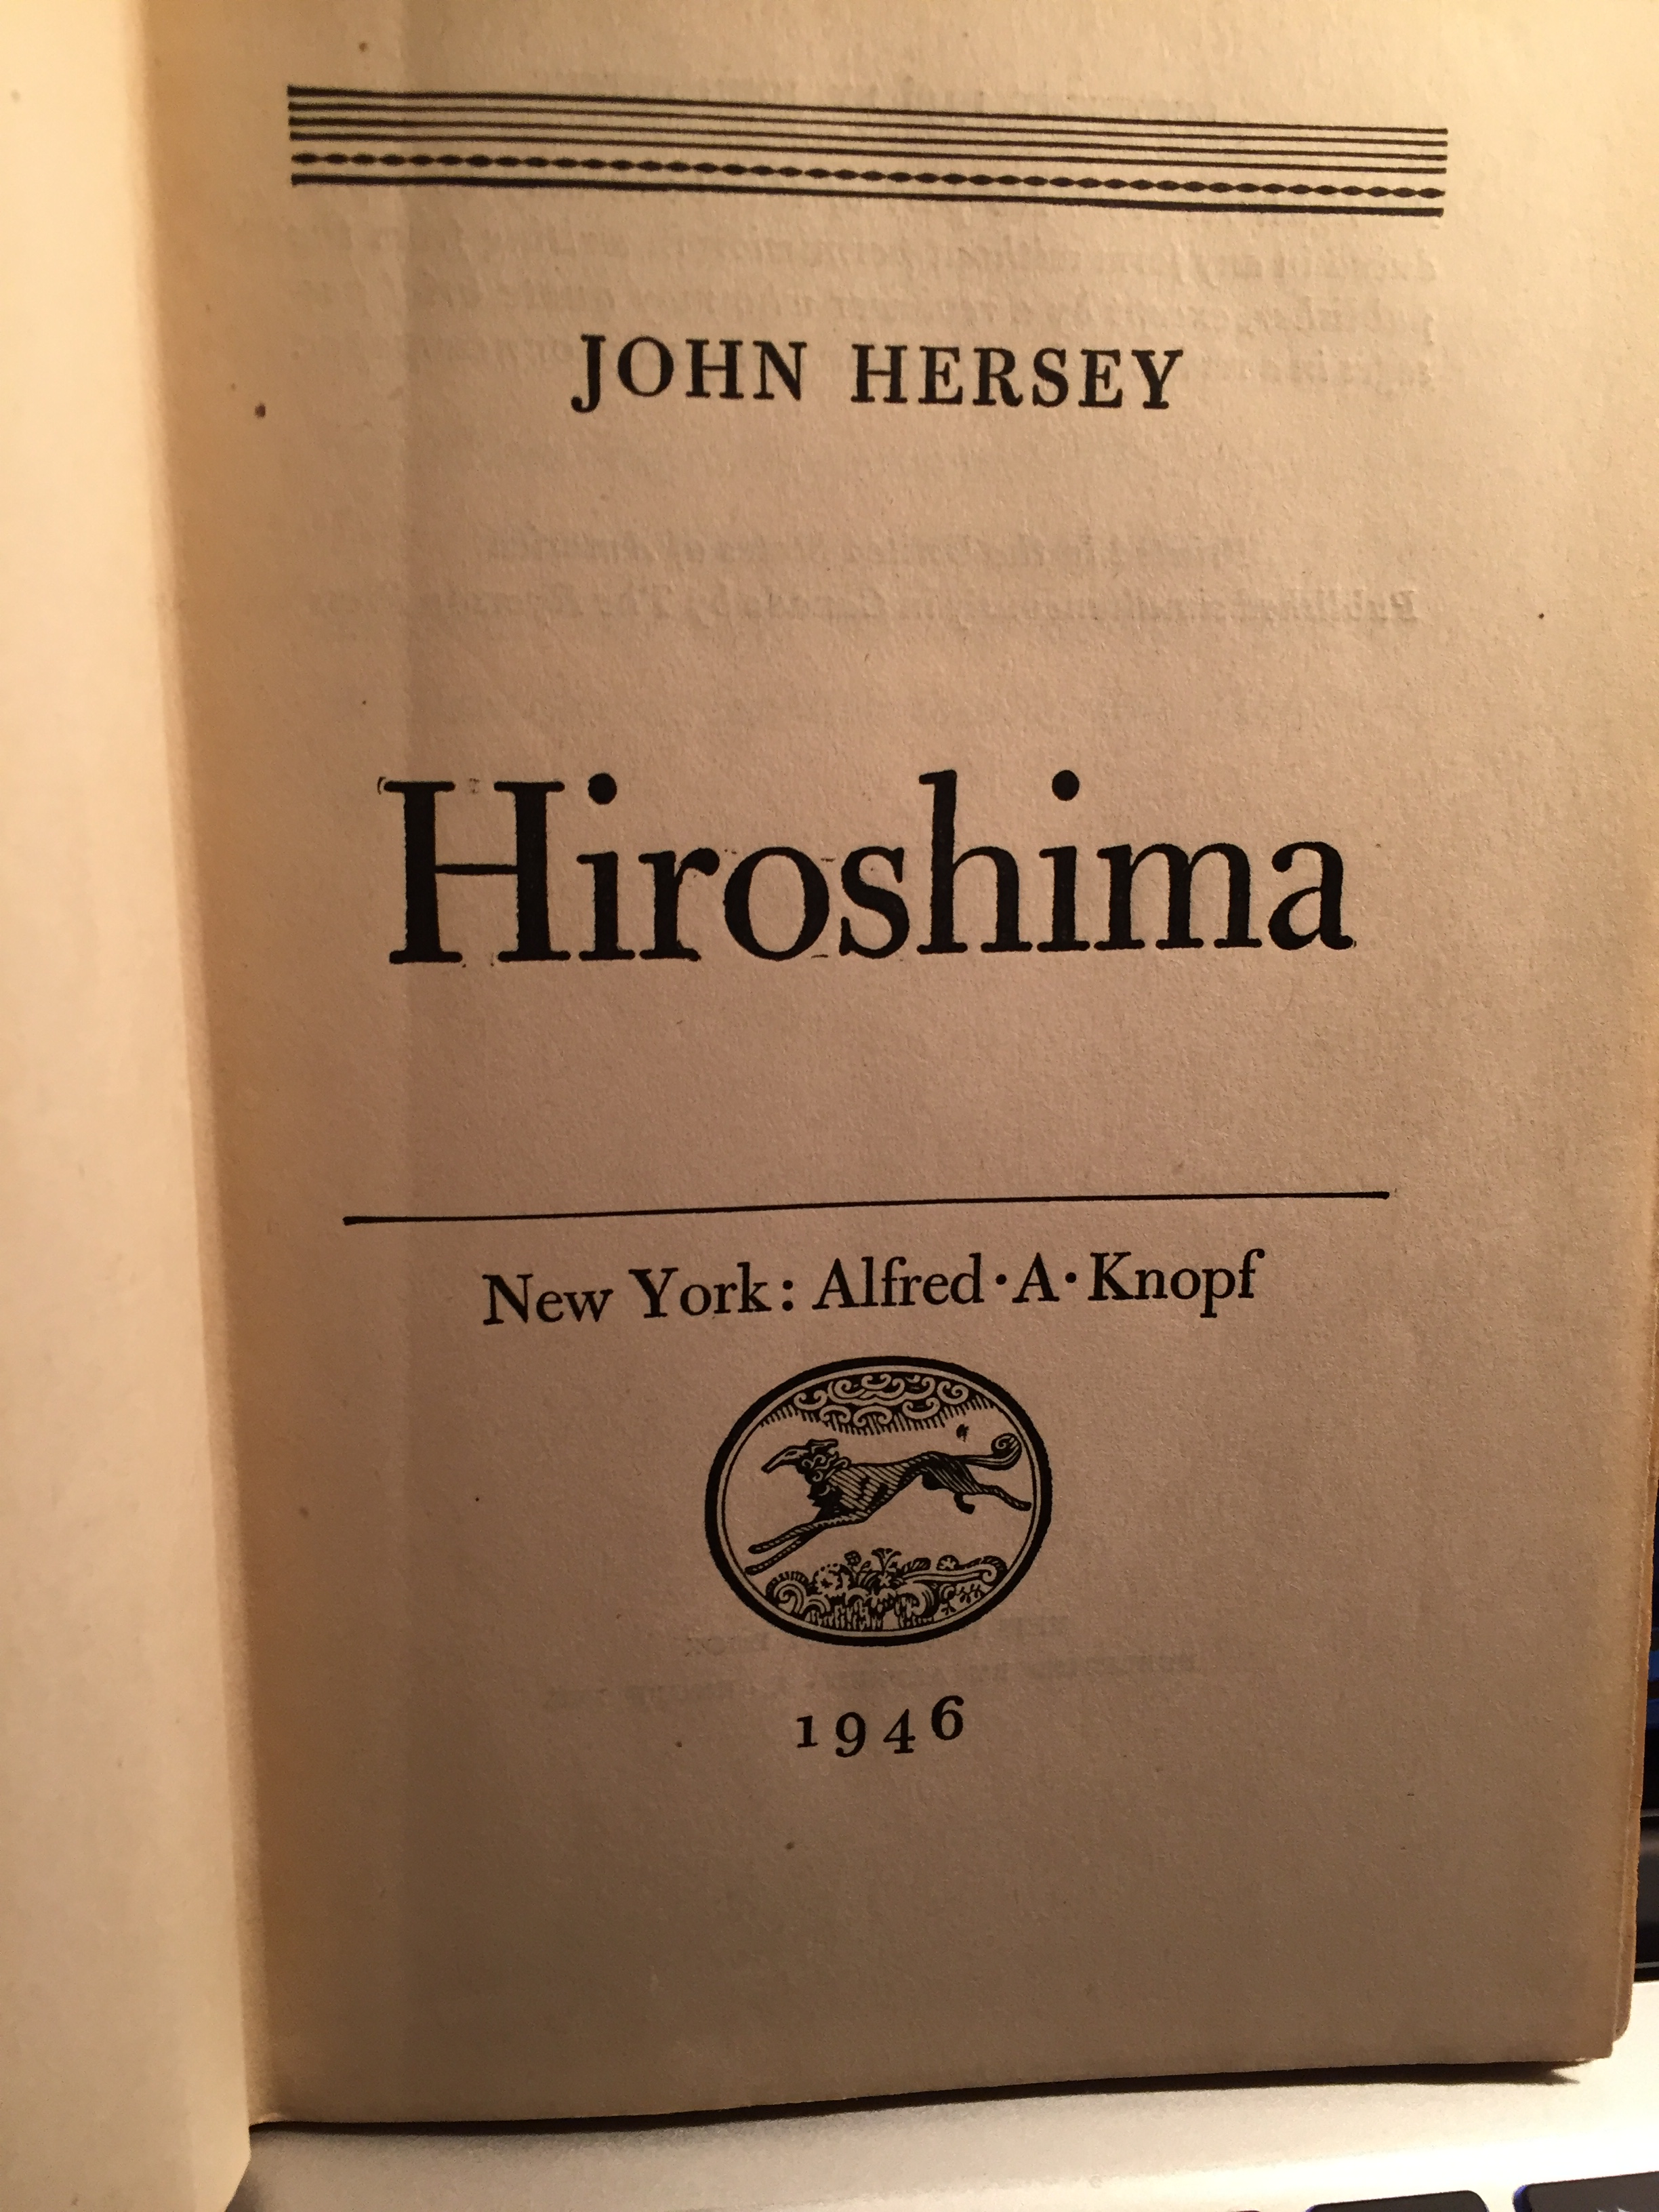 JOHN HERSEY
Hiroshima
New York: Alfred·A·Knopf
1946